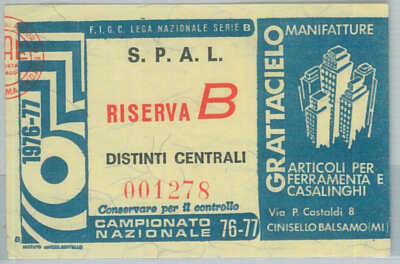 F.I.G.C. LEGA NAZIONALE SERIE B
S. P. A. L.
RISERVA B
DISTINTI CENTRALI
001278
Conservare per il controllo
CAMPIONATO
NAZIONALE 76-77
1976-77
GRATTACIELO
MANIFATTURE
ARTICOLI PER
FERRAMENTA E
CASALINGHI
Via P. Castaldi 8
CINISELLO BALSAMO (MI)